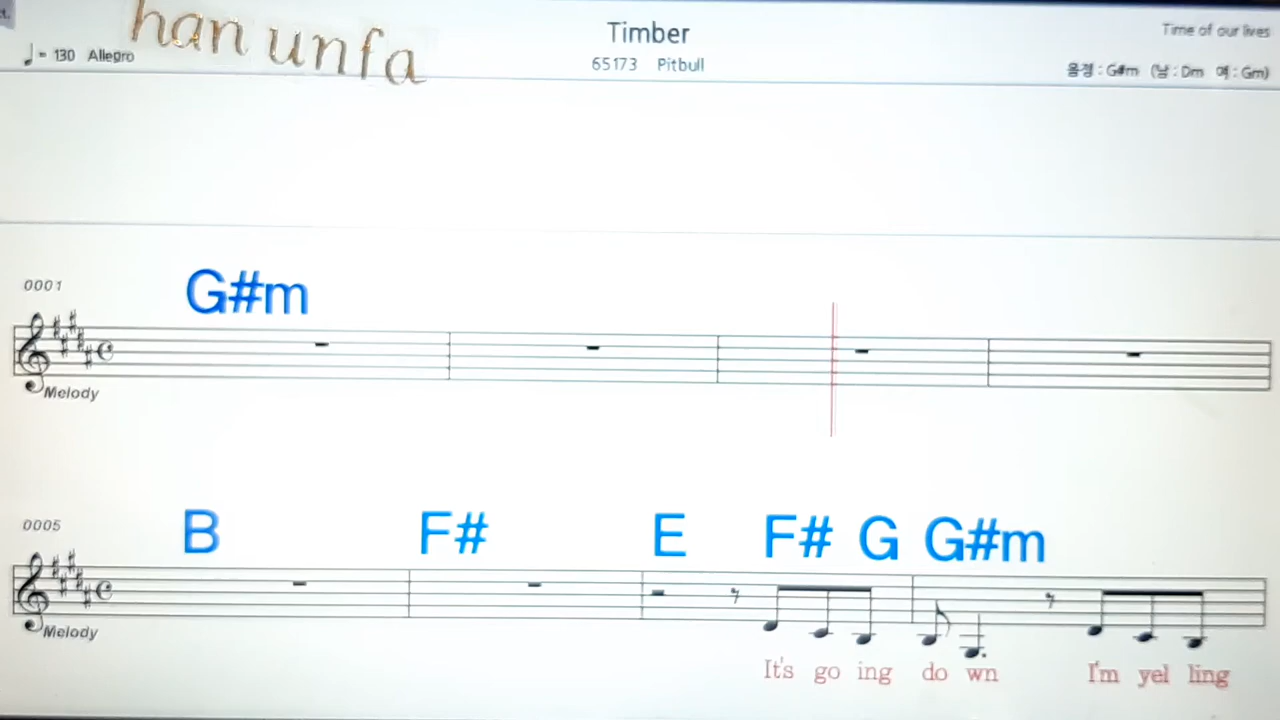 han unfa
Timber
Time of our lives
♩= 130 Allegro
65173 Pitbull
음정 : G#m (남 : Dm 여 : Gm)
0001
G#m
Melody
0005
B F# E F# G G#m
Melody
It's go ing do wn I'm yel ling